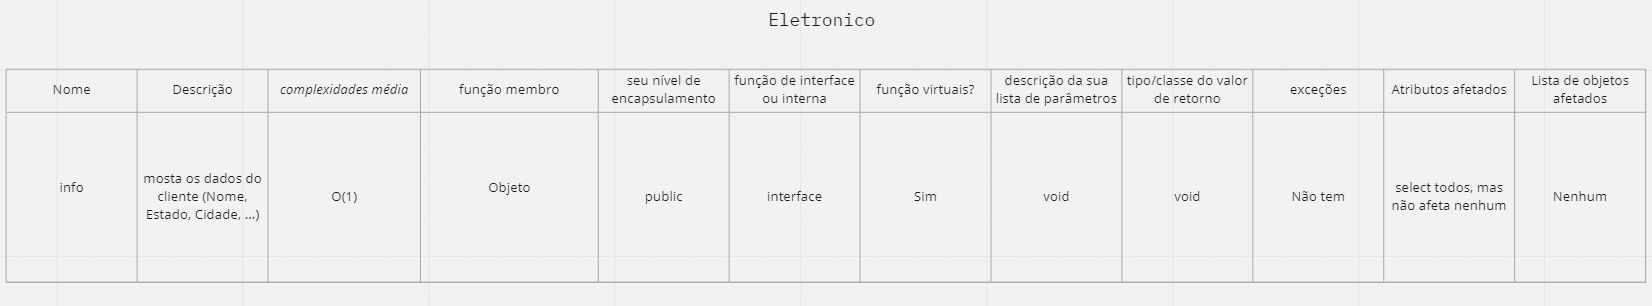 Eletronico
Nome
Descrição
complexidades média
função membro
seu nível de
encapsulamento
função de interface
ou interna
função virtuais?
descrição da sua
lista de parâmetros
tipo/classe do valor
de retorno
exceções
Atributos afetados
Lista de objetos
afetados
info
mosta os dados do
cliente (Nome,
Estado, Cidade, ...)
O(1)
Objeto
public
interface
Sim
void
void
Não tem
select todos, mas
não afeta nenhum
Nenhum